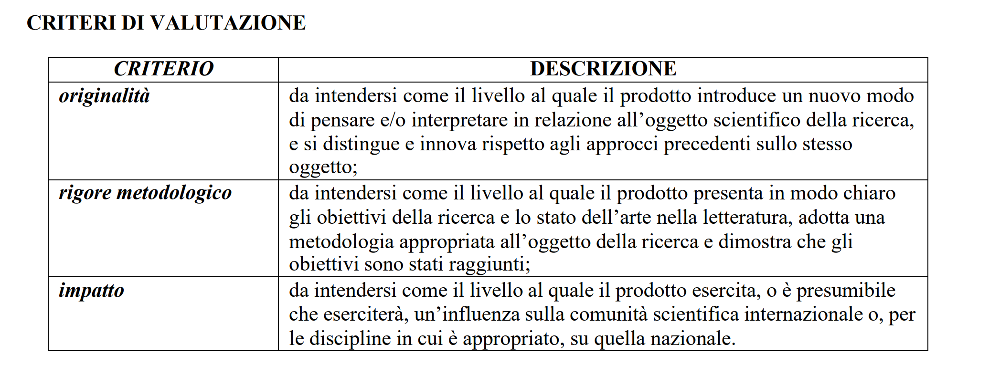 CRITERI DI VALUTAZIONE
CRITERIO
DESCRIZIONE
originalità
da intendersi come il livello al quale il prodotto introduce un nuovo modo
di pensare e/o interpretare in relazione all’oggetto scientifico della ricerca,
e si distingue e innova rispetto agli approcci precedenti sullo stesso
oggetto;
rigore metodologico
da intendersi come il livello al quale il prodotto presenta in modo chiaro
gli obiettivi della ricerca e lo stato dell’arte nella letteratura, adotta una
metodologia appropriata all’oggetto della ricerca e dimostra che gli
obiettivi sono stati raggiunti;
impatto
da intendersi come il livello al quale il prodotto esercita, o è presumibile
che eserciterà, un’influenza sulla comunità scientifica internazionale o, per
le discipline in cui è appropriato, su quella nazionale.